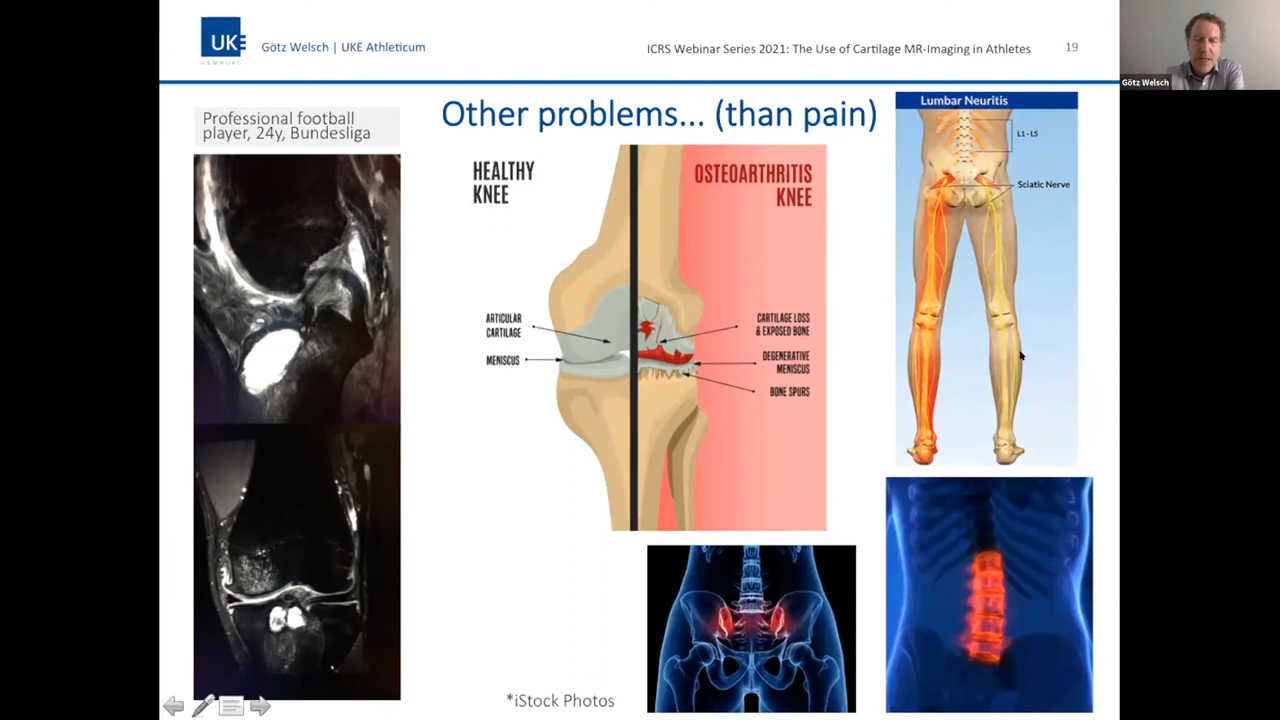 UKE
HAMBURG
Götz Welsch | UKE Athleticum
ICRS Webinar Series 2021: The Use of Cartilage MR-Imaging in Athletes
19
Götz Welsch
Professional football
player, 24y, Bundesliga
Other problems... (than pain)
HEALTHY
KNEE
OSTEOARTHRITIS
KNEE
ARTICULAR
CARTILAGE
MENISCUS
CARTILAGE LOSS
& EXPOSED BONE
DEGENERATIVE
MENISCUS
BONE SPURS
Lumbar Neuritis
L1 - L5
Sciatic Nerve
*iStock Photos